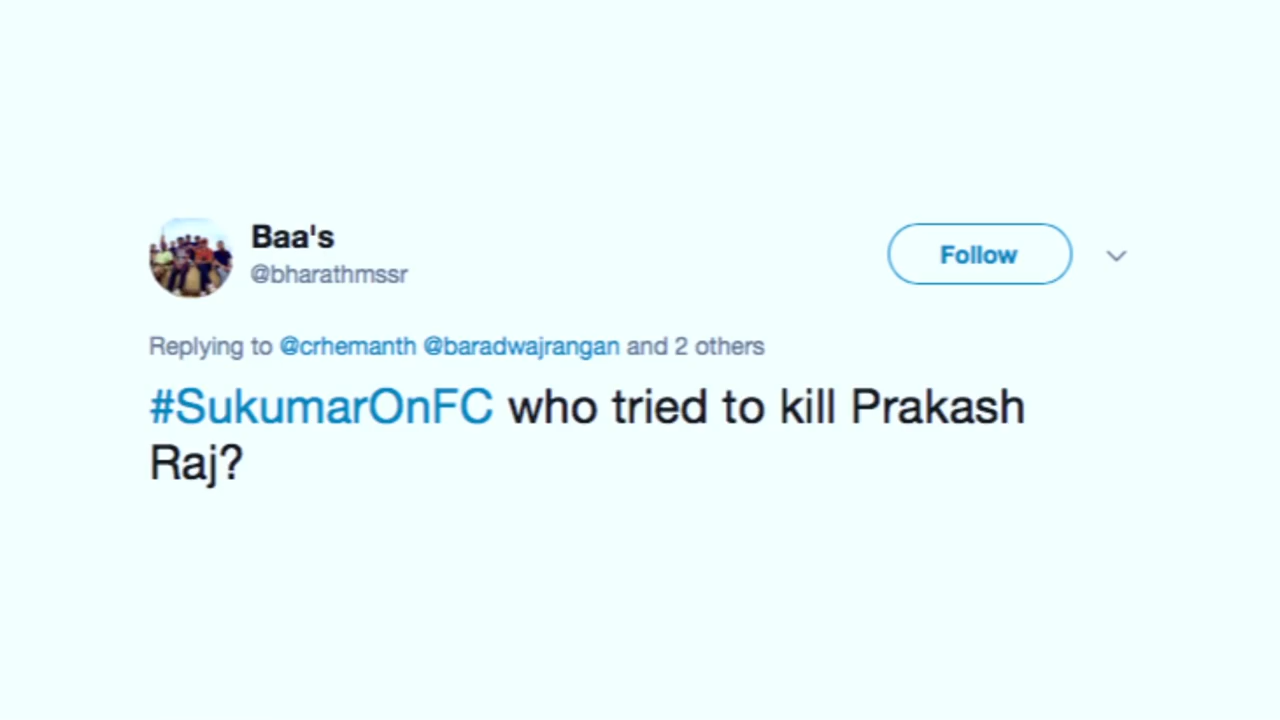 Baa's
@bharathmssr
Follow
Replying to @crhemanth @baradwajrangan and 2 others
#SukumarOnFC who tried to kill Prakash
Raj?